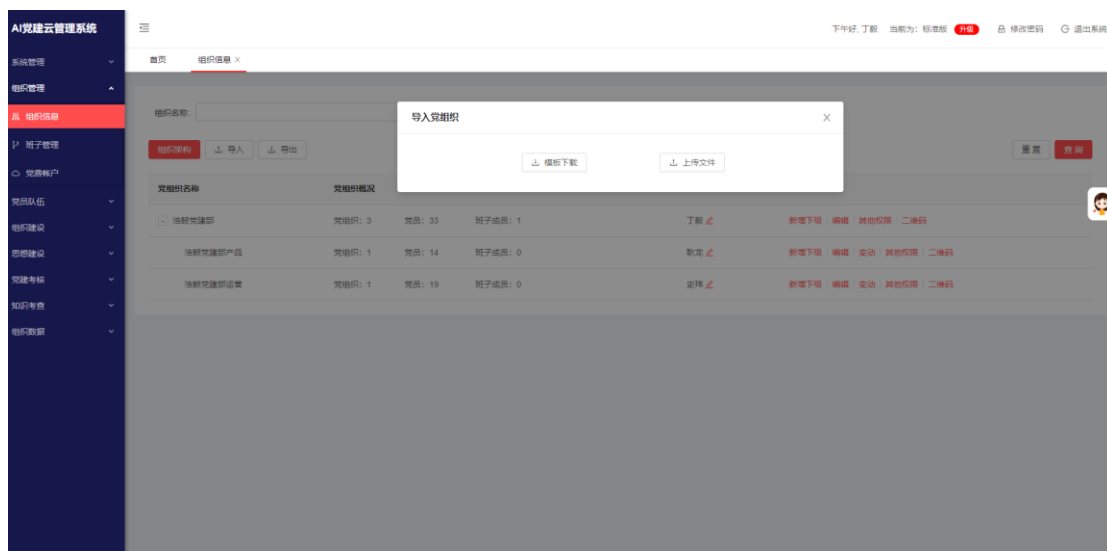 AI党建云管理系统
下午好, 丁毅 当前为: 标准版 升级 修改密码 退出系统
系统管理
首页 组织信息 ×
组织管理
组织信息
组织名称:
导入党组织 ×
班子管理
组织架构 导入 导出
模板下载 上传文件
重置 查询
党费帐户
党组织名称 党组织概况
党员队伍
党建部 党组织: 3 党员: 33 班子成员: 1 丁毅 新增下级 编辑 其他权限 二维码
组织建设
思想建设
党建部产品 党组织: 1 党员: 14 班子成员: 0 耿龙 新增下级 编辑 变动 其他权限 二维码
党建考核
党建部运营 党组织: 1 党员: 19 班子成员: 0 史玮 新增下级 编辑 变动 其他权限 二维码
知识考查
组织数据